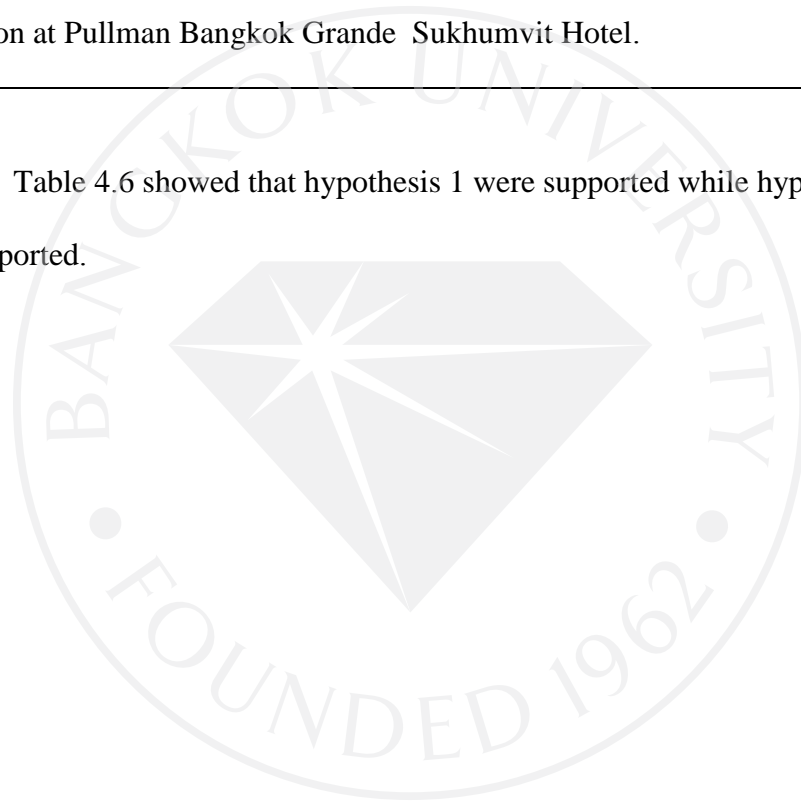 on at Pullman Bangkok Grande Sukhumvit Hotel.
Table 4.6 showed that hypothesis 1 were supported while hyp
ported.
BANGKOK UNIVERSITY
FOUNDED 1962